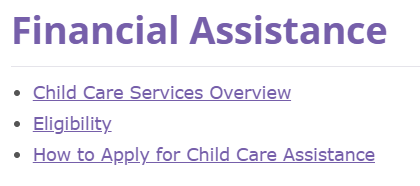 Financial Assistance
Child Care Services Overview
Eligibility
How to Apply for Child Care Assistance